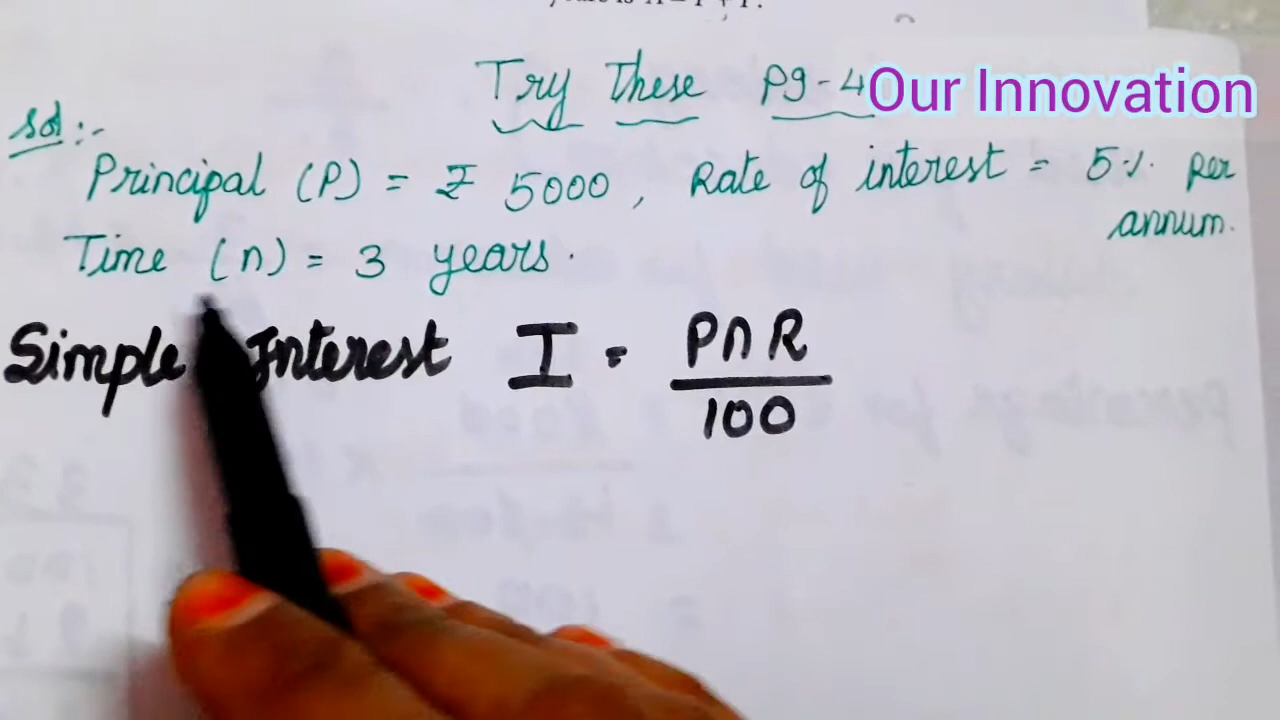 Try These Pg-4
Our Innovation
Sol:-
Principal (P) = ₹ 5000, Rate of interest = 5% per annum.
Time (n) = 3 years.
Simple Interest I = PnR
100